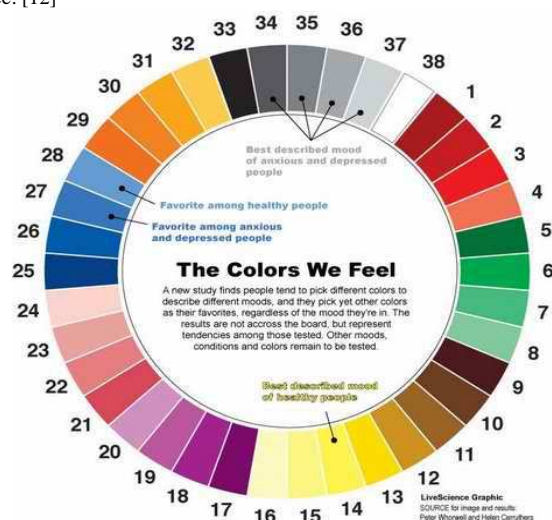 [12]
34 35
33 36
32 37
31 38
30 1
29 2
28 3
27 4
26 5
25 6
24 7
23 8
22 9
21 10
20 11
19 12
18 13
17 14
16 15
Best described mood
of anxious and depressed
people
Favorite among healthy people
Favorite among anxious
and depressed people
The Colors We Feel
A new study finds people tend to pick different colors to
describe different moods, and they pick yet other colors
as their favorites, regardless of the mood they're in. The
results are not accross the board, but represent
tendencies among those tested. Other moods,
conditions and colors remain to be tested.
Best described mood
of healthy people
LiveScience Graphic
SOURCE for image and results:
Peter Whorwell and Helen Carruthers